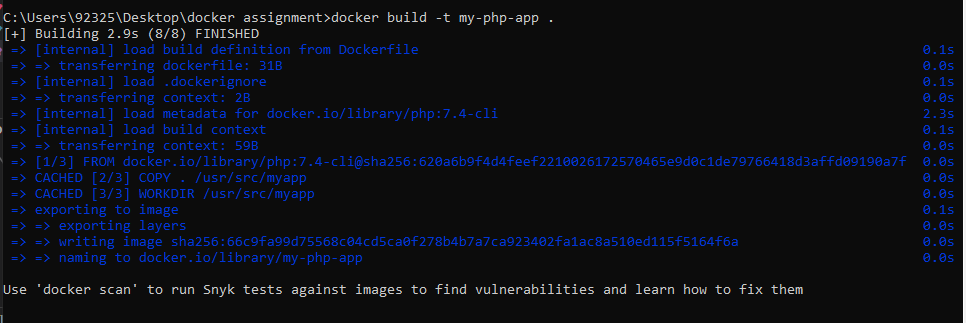 C:\Users\92325\Desktop\docker assignment>docker build -t my-php-app .
[+] Building 2.9s (8/8) FINISHED
=> [internal] load build definition from Dockerfile 0.1s
=> => transferring dockerfile: 31B 0.0s
=> [internal] load .dockerignore 0.1s
=> => transferring context: 2B 0.0s
=> [internal] load metadata for docker.io/library/php:7.4-cli 2.3s
=> [internal] load build context 0.1s
=> => transferring context: 59B 0.0s
=> [1/3] FROM docker.io/library/php:7.4-cli@sha256:620a6b9f4d4feef2210026172570465e9d0c1de79766418d3affd09190a7f 0.0s
=> CACHED [2/3] COPY . /usr/src/myapp 0.0s
=> CACHED [3/3] WORKDIR /usr/src/myapp 0.0s
=> exporting to image 0.1s
=> => exporting layers 0.0s
=> => writing image sha256:66c9fa99d75568c04cd5ca0f278b4b7a7ca923402fa1ac8a510ed115f5164f6a 0.0s
=> => naming to docker.io/library/my-php-app 0.0s
Use 'docker scan' to run Snyk tests against images to find vulnerabilities and learn how to fix them